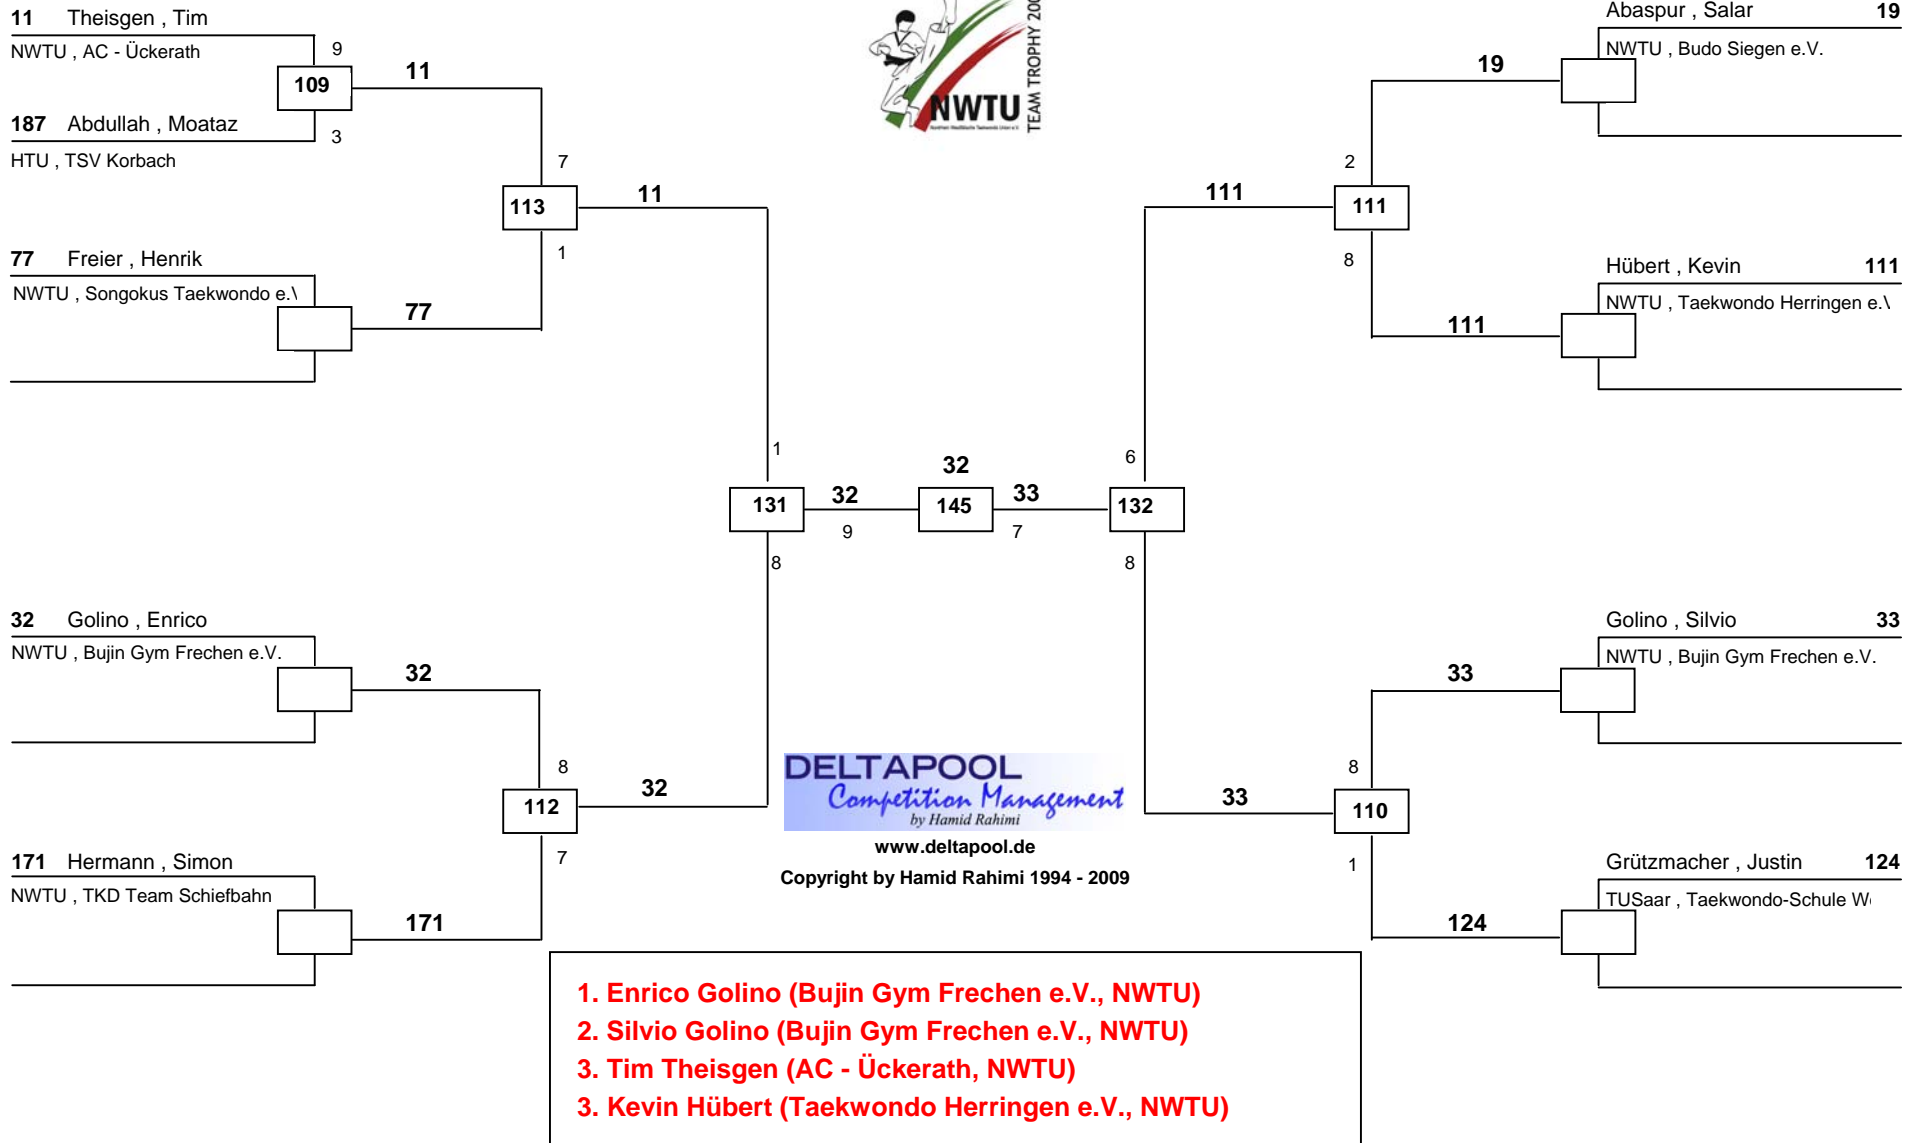 11 Theisgen , Tim
NWTU , AC - Ückerath
9
109
11
187 Abdullah , Moataz
3
HTU , TSV Korbach
7
113
11
1
77 Freier , Henrik
NWTU , Songokus Taekwondo e.V
77
1
131
32
9
8
32
145
33
7
6
132
8
32 Golino , Enrico
NWTU , Bujin Gym Frechen e.V.
32
8
112
32
7
171 Hermann , Simon
NWTU , TKD Team Schiefbahn
171
NWTU
TEAM TROPHY
Abaspur , Salar 19
NWTU , Budo Siegen e.V.
19
2
111
111
8
Hübert , Kevin 111
NWTU , Taekwondo Herringen e.V
111
Golino , Silvio 33
NWTU , Bujin Gym Frechen e.V.
33
8
33
110
1
Grützmacher , Justin 124
TUSaar , Taekwondo-Schule
124
DELTAPOOL
Competition Management
by Hamid Rahimi
www.deltapool.de
Copyright by Hamid Rahimi 1994 - 2009
1. Enrico Golino (Bujin Gym Frechen e.V., NWTU)
2. Silvio Golino (Bujin Gym Frechen e.V., NWTU)
3. Tim Theisgen (AC - Ückerath, NWTU)
3. Kevin Hübert (Taekwondo Herringen e.V., NWTU)